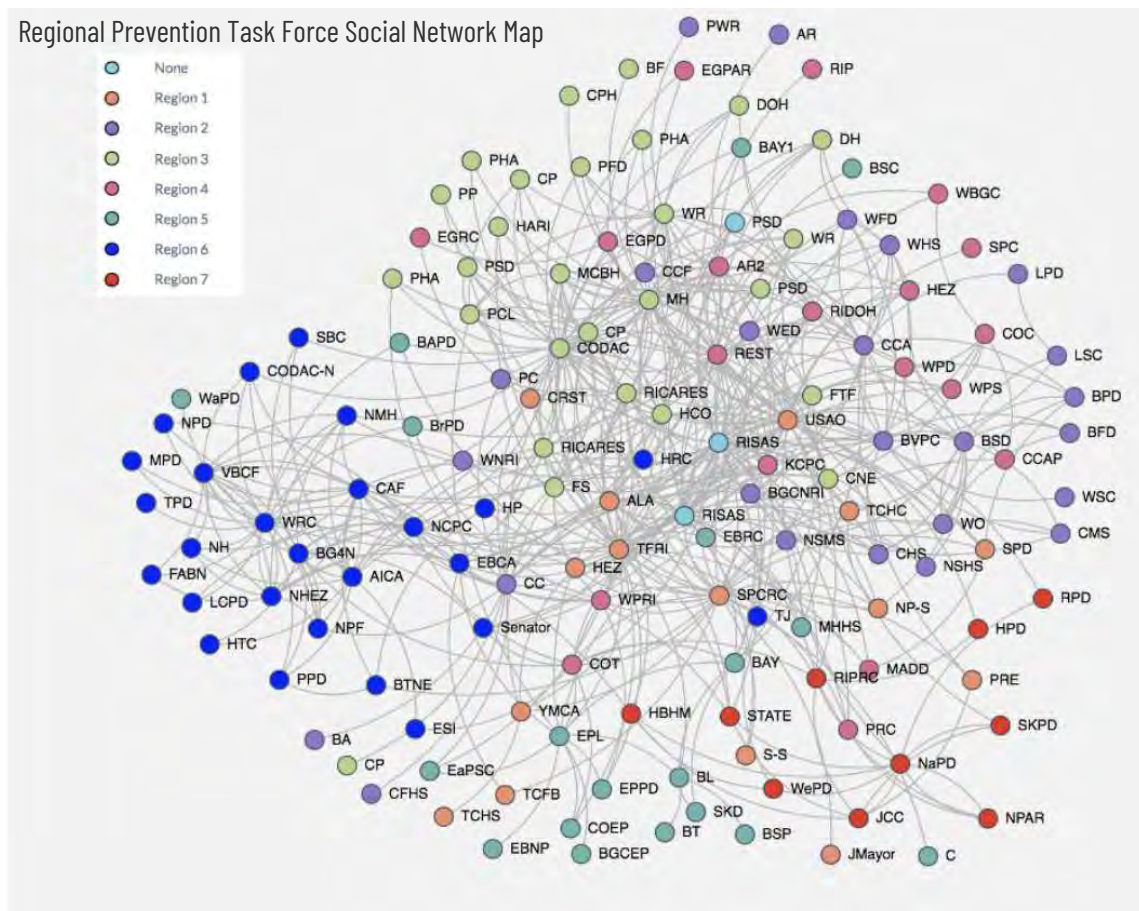 Regional Prevention Task Force Social Network Map
None
Region 1
Region 2
Region 3
Region 4
Region 5
Region 6
Region 7
PWR
AR
BF
EGPAR
RIP
CPH
DOH
PHA
DH
BAY1
PHA
CP
PFD
BSC
PP
WBGC
WR
PSD
WFD
HARI
EGRC
EGPD
WR
WHS
SPC
PSD
MCBH
CCF
AR2
LPD
PHA
PSD
HEZ
MH
PCL
RIDOH
CP
WED
COC
SBC
BAPD
CODAC
REST
CCA
LSC
CODAC-N
PC
WPD
WPS
CRST
RICARES
FTF
BPD
WaPD
NMH
HCO
USAO
NPD
BrPD
RISAS
BVPC
BSD
BFD
RICARES
MPD
WNRI
HRC
KCPC
CCAP
VBCF
CNE
CAF
FS
BGCNRI
WSC
TPD
ALA
HP
TCHC
WRC
NCPC
RISAS
WO
CMS
EBRC
NSMS
NH
BG4N
TFRI
SPD
CHS
EBCA
HEZ
NSHS
FABN
AICA
CC
NHEZ
LCPD
WPRI
SPCRC
NP-S
RPD
TJ
NPF
Senator
MHHS
HPD
HTC
COT
BAY
MADD
RIPRC
PPD
BTNE
PRE
YMCA
HBHM
STATE
SKPD
ESI
PRC
BA
EPL
S-S
CP
EaPSC
NaPD
BL
CFHS
TCFB
EPPD
WePD
TCHS
SKD
JCC
NPAR
COEP
BT
BSP
EBNP
BGCEP
JMayor
C